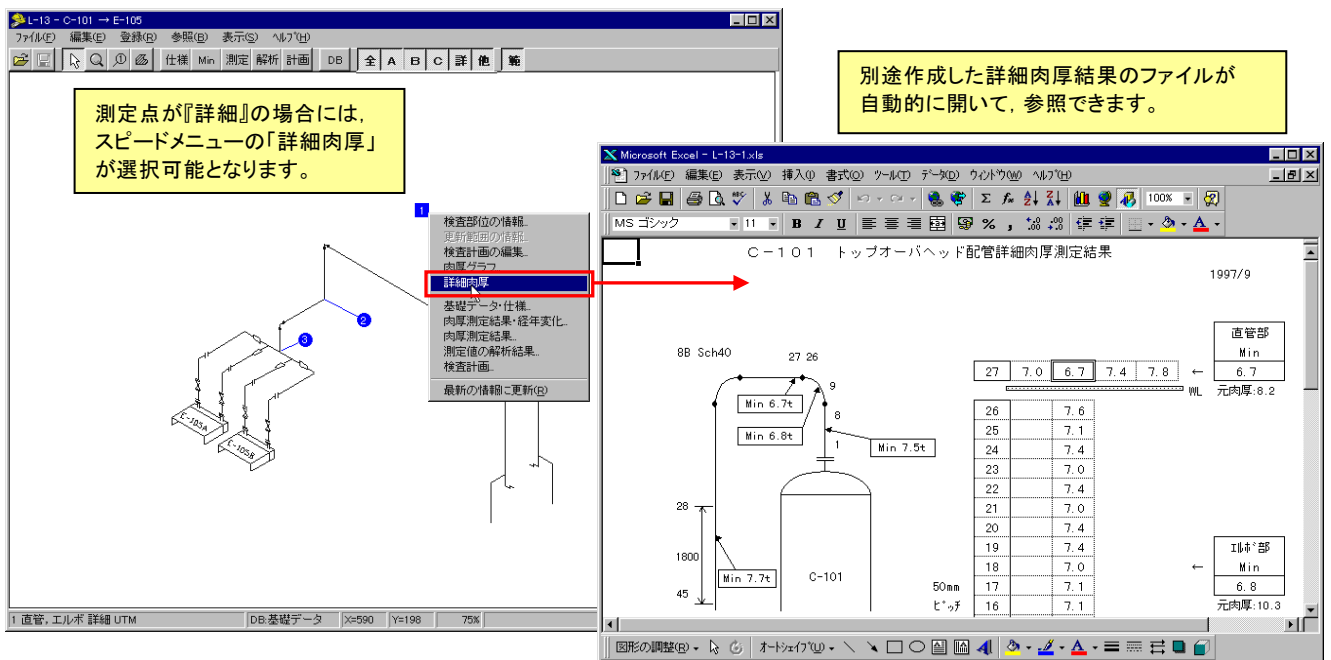 L-13 - C-101 → E-105
ファイル(F) 編集(E) 登録(R) 参照(B) 表示(S) ヘルプ(H)
仕様 Min 測定 解析 計画 DB 全 A B C 詳 他 範
測定点が『詳細』の場合には,
スピードメニューの「詳細肉厚」
が選択可能となります。
別途作成した詳細肉厚結果のファイルが
自動的に開いて, 参照できます。
1
2
3
E-105A
E-105B
検査部位の情報...
更新範囲の情報...
検査計画の編集...
肉厚グラフ
詳細肉厚
基礎データ・仕様...
肉厚測定結果・経年変化...
肉厚測定結果...
測定値の解析結果...
検査計画...
最新の情報に更新(R)
1 直管, エルボ 詳細 UTM DB:基礎データ X=590 Y=198 75%
Microsoft Excel - L-13-1.xls
ファイル(F) 編集(E) 表示(V) 挿入(I) 書式(O) ツール(T) データ(D) ウィンドウ(W) ヘルプ(H)
100%
MS ゴシック 11 B I U
C-101 トップオーバヘッド配管詳細肉厚測定結果
1997/9
8B Sch40
27 26
9
8
1
Min 6.7t
Min 6.8t
Min 7.5t
28
1800
45
Min 7.7t
C-101
直管部
Min
27 7.0 6.7 7.4 7.8 ← 6.7
WL 元肉厚:8.2
26 7.6
25 7.1
24 7.4
23 7.0
22 7.4
21 7.0
20 7.4
19 7.4 エルボ部
18 7.0 ← Min
50mm 17 7.1 6.8
ピッチ 16 7.1 元肉厚:10.3
図形の調整(R) オートシェイプ(U)